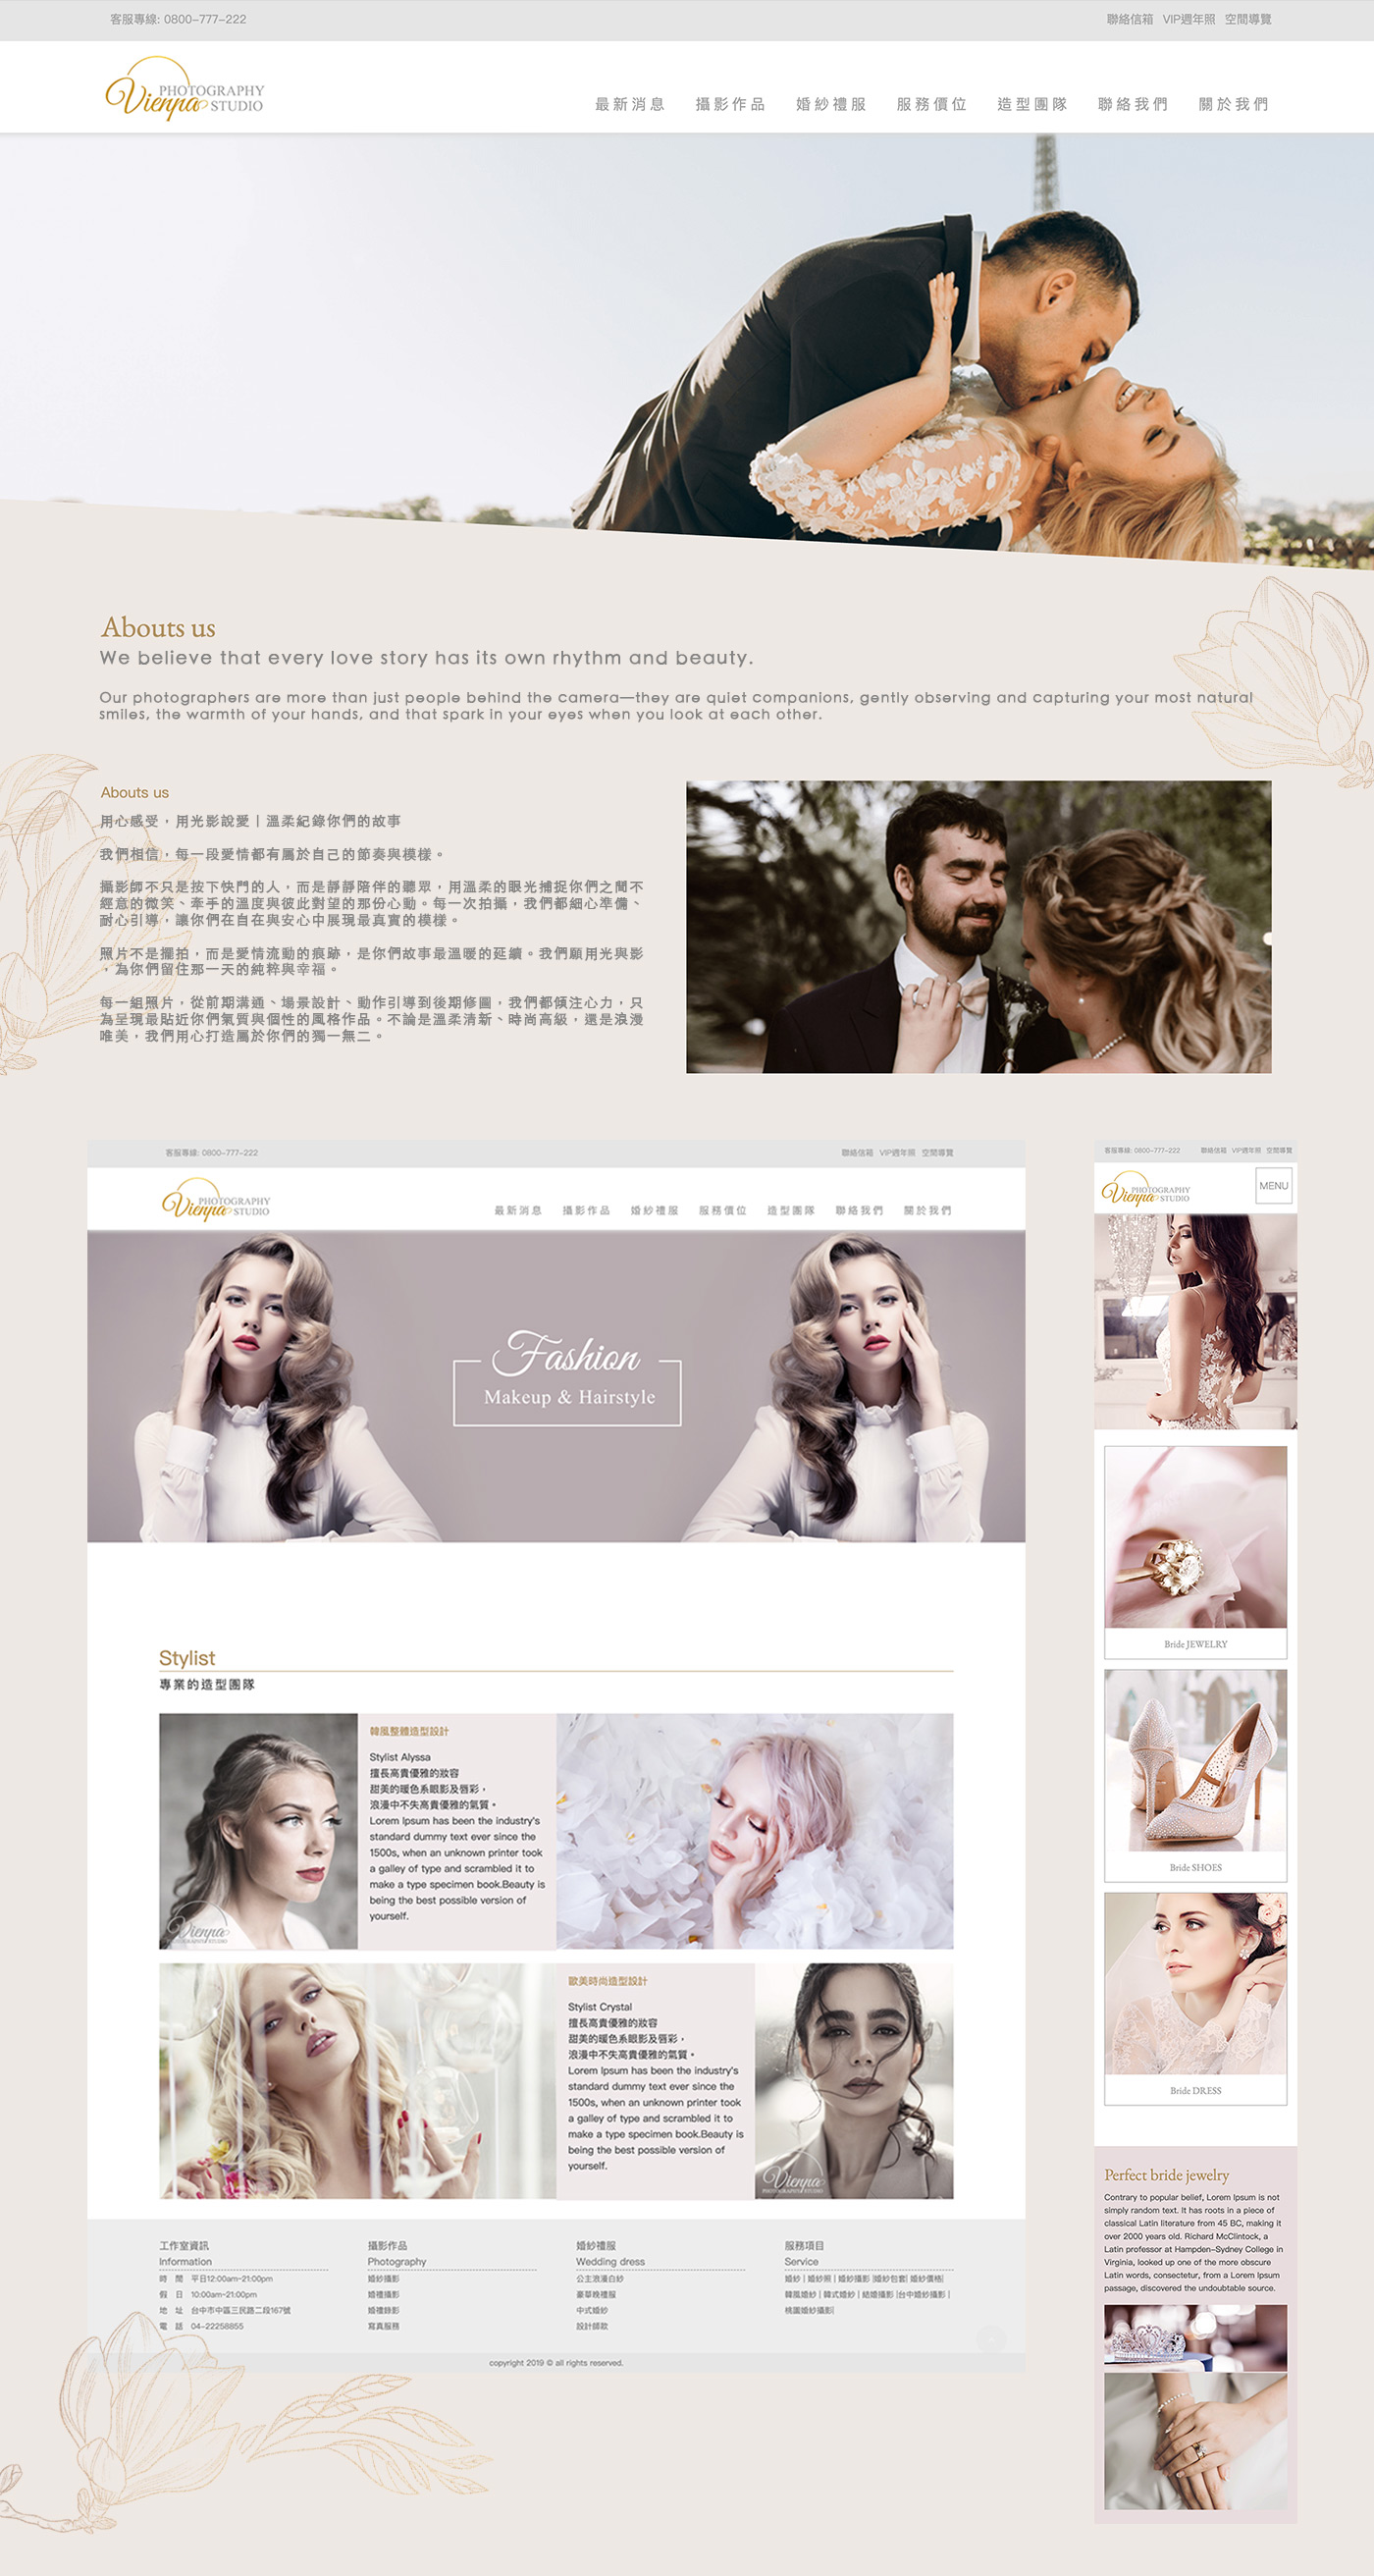 客服專線: 0800-777-222
聯絡信箱 VIP週年照 空間導覽
PHOTOGRAPHY
Vienna STUDIO
最新消息 攝影作品 婚紗禮服 服務價位 造型團隊 聯絡我們 關於我們
Abouts us
We believe that every love story has its own rhythm and beauty.
Our photographers are more than just people behind the camera—they are quiet companions, gently observing and capturing your most natural
smiles, the warmth of your hands, and that spark in your eyes when you look at each other.
Abouts us
用心感受，用光影說愛｜溫柔紀錄你們的故事
我們相信，每一段愛情都有屬於自己的節奏與模樣。
攝影師不只是按下快門的人，而是靜靜陪伴的聽眾，用溫柔的眼光捕捉你們之間不
經意的微笑、牽手的溫度與彼此對望的那份心動。每一次拍攝，我們都細心準備、
耐心引導，讓你們在自在與安心中展現最真實的模樣。
照片不是擺拍，而是愛情流動的痕跡，是你們故事最溫暖的延續。我們願用光與影
，為你們留住那一天的純粹與幸福。
每一組照片，從前期溝通、場景設計、動作引導到後期修圖，我們都傾注心力，只
為呈現最貼近你們氣質與個性的風格作品。不論是溫柔清新、時尚高級，還是浪漫
唯美，我們用心打造屬於你們的獨一無二。
客服專線: 0800-777-222
聯絡信箱 VIP週年照 空間導覽
PHOTOGRAPHY
Vienna STUDIO
最新消息 攝影作品 婚紗禮服 服務價位 造型團隊 聯絡我們 關於我們
Fashion
Makeup & Hairstyle
Stylist
專業的造型團隊
韓風整體造型設計
Stylist Alyssa
擅長高貴優雅的妝容
甜美的暖色系眼影及唇彩，
浪漫中不失高貴優雅的氣質。
Lorem Ipsum has been the industry's
standard dummy text ever since the
1500s, when an unknown printer took
a galley of type and scrambled it to
make a type specimen book.Beauty is
being the best possible version of
yourself.
Vienna
PHOTOGRAPHY STUDIO
歐美時尚造型設計
Stylist Crystal
擅長高貴優雅的妝容
甜美的暖色系眼影及唇彩，
浪漫中不失高貴優雅的氣質。
Lorem Ipsum has been the industry's
standard dummy text ever since the
1500s, when an unknown printer took
a galley of type and scrambled it to
make a type specimen book.Beauty is
being the best possible version of
yourself.
Vienna
PHOTOGRAPHY STUDIO
工作室資訊
Information
時 間 平日12:00am-21:00pm
假 日 10:00am-21:00pm
地 址 台中市中區三民路二段167號
電 話 04-22258855
攝影作品
Photography
婚紗攝影
婚禮攝影
婚禮錄影
寫真服務
婚紗禮服
Wedding dress
公主浪漫白紗
豪華晚禮服
中式婚紗
設計師款
服務項目
Service
婚紗 | 婚紗照 | 婚紗攝影 |婚紗包套| 婚紗價格|
韓風婚紗 | 韓式婚紗 | 結婚攝影 |台中婚紗攝影 |
桃園婚紗攝影|
copyright 2019 © all rights reserved.
客服專線: 0800-777-222
聯絡信箱 VIP週年照 空間導覽
PHOTOGRAPHY
Vienna STUDIO
MENU
Bride JEWELRY
Bride SHOES
Bride DRESS
Perfect bride jewelry
Contrary to popular belief, Lorem Ipsum is not
simply random text. It has roots in a piece of
classical Latin literature from 45 BC, making it
over 2000 years old. Richard McClintock, a
Latin professor at Hampden-Sydney College in
Virginia, looked up one of the more obscure
Latin words, consectetur, from a Lorem Ipsum
passage, discovered the undoubtable source.